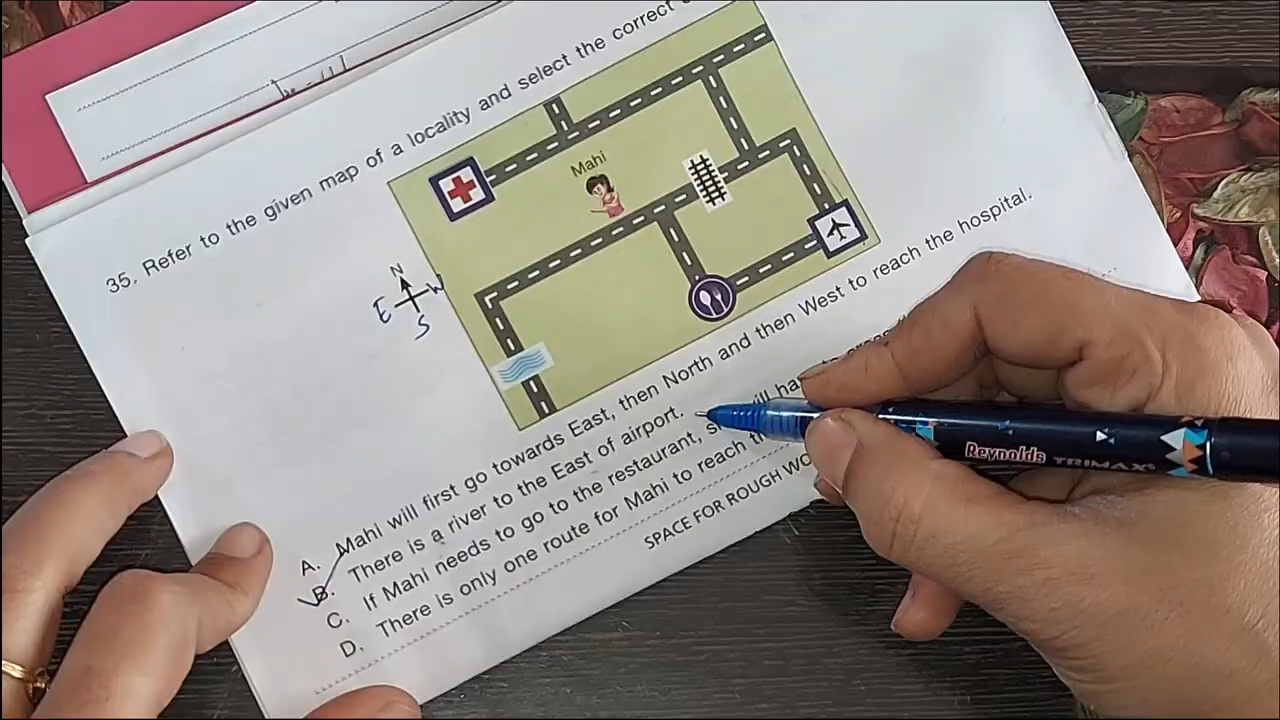 35. Refer to the given map of a locality and select the correct
Mahi
N
E W
S
A. Mahi will first go towards East, then North and then West to reach the hospital.
B. There is a river to the East of airport.
C. If Mahi needs to go to the restaurant, will
D. There is only one route for Mahi to reach
SPACE FOR ROUGH
Reynolds TRIMAX